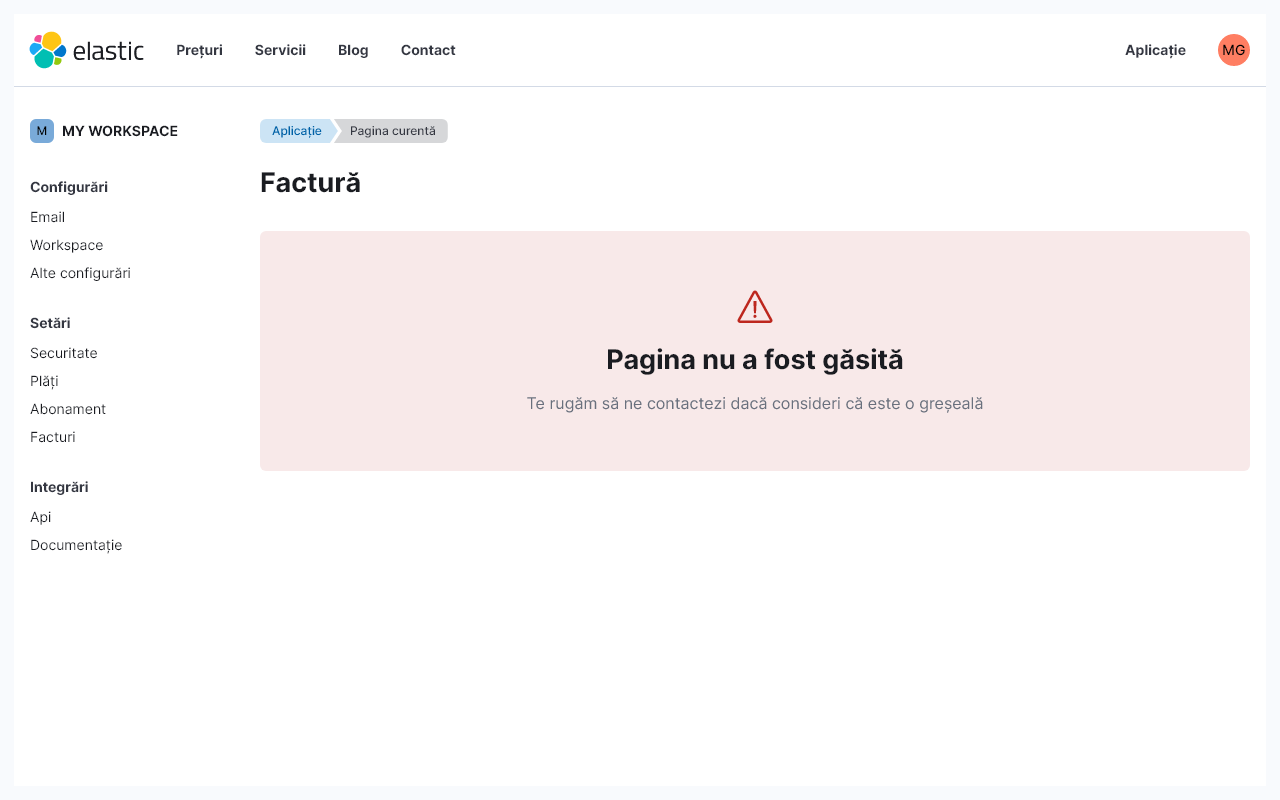 elastic
Prețuri
Servicii
Blog
Contact
Aplicație
MG
M
MY WORKSPACE
Configurări
Email
Workspace
Alte configurări
Setări
Securitate
Plăți
Abonament
Facturi
Integrări
Api
Documentație
Aplicație
Pagina curentă
Factură
Pagina nu a fost găsită
Te rugăm să ne contactezi dacă consideri că este o greșeală